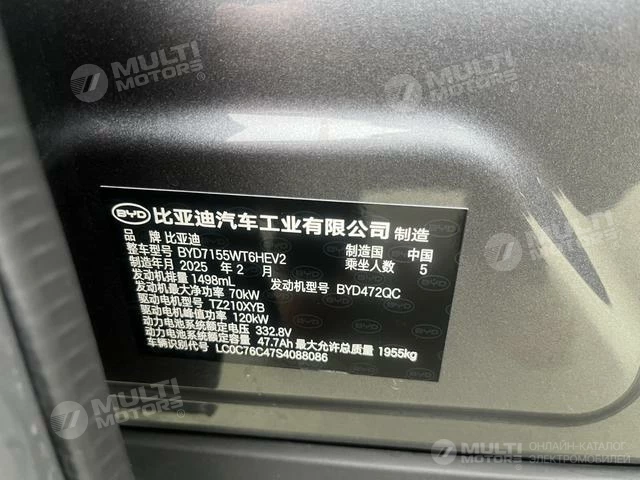 MULTI
MOTORS
MULTI
MOTORS
BYD 比亚迪汽车工业有限公司 制造
品 牌 比亚迪
制造国 中国
整车型号 BYD7155WT6HEV2
乘坐人数 5
制造年月 2025 年 2 月
发动机排量 1498mL
发动机型号 BYD472QC
发动机最大净功率 70kW
驱动电机型号 TZ210XYB
驱动电机峰值功率 120kW
动力电池系统额定电压 332.8V
动力电池系统额定容量 47.7Ah 最大允许总质量 1955kg
车辆识别代号 LC0C76C47S4088086
MULTI
MOTORS
MULTI
MOTORS
ОНЛАЙН-КАТАЛОГ
ЭЛЕКТРОМОБИЛЕЙ